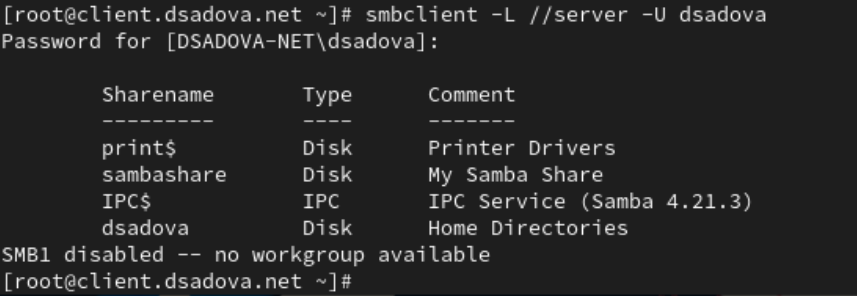 [root@client.dsadova.net ~]# smbclient -L //server -U dsadova
Password for [DSADOVA-NET\dsadova]:

        Sharename       Type      Comment
        ---------       ----      -------
        print$          Disk      Printer Drivers
        sambashare      Disk      My Samba Share
        IPC$            IPC       IPC Service (Samba 4.21.3)
        dsadova         Disk      Home Directories
SMB1 disabled -- no workgroup available
[root@client.dsadova.net ~]#